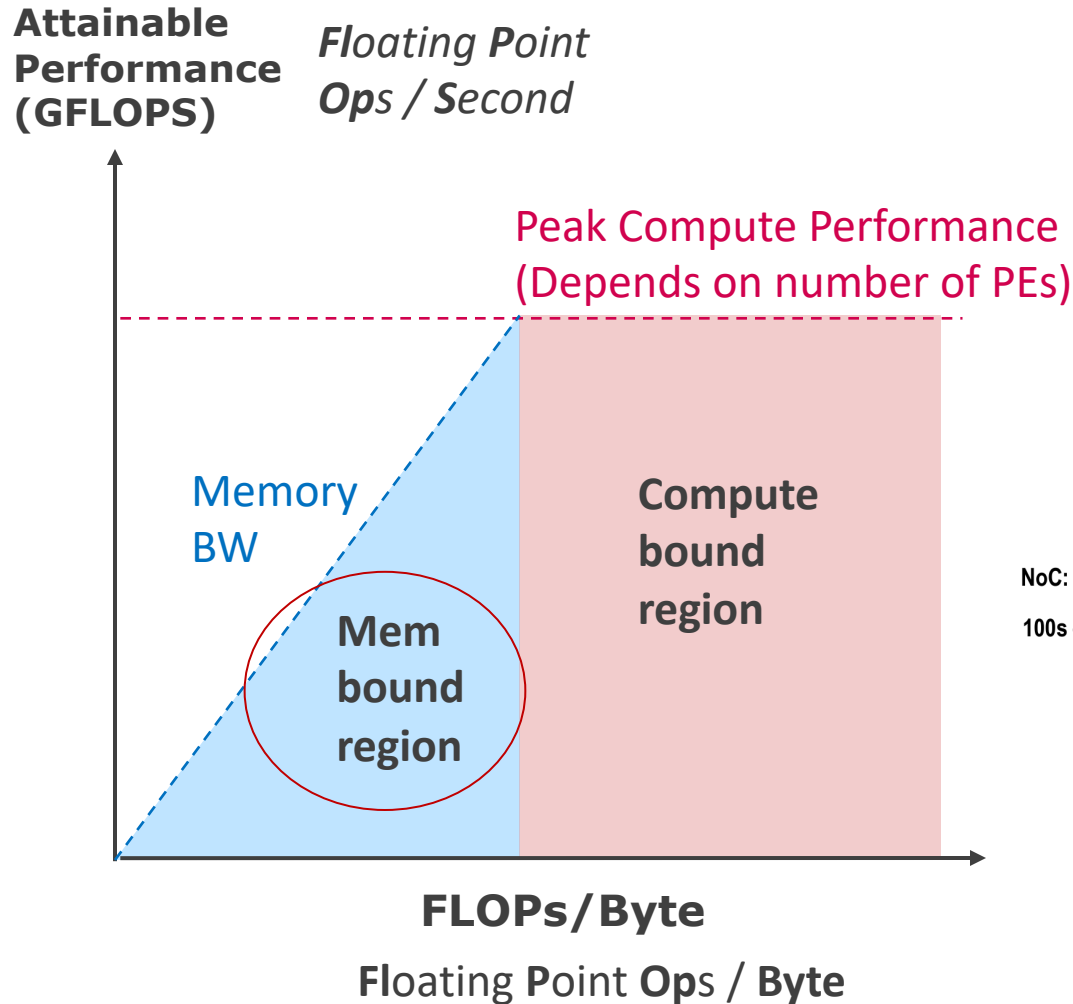 Attainable
Performance
(GFLOPS)
Floating Point
Ops / Second
Peak Compute Performance
(Depends on number of PEs)
Memory
BW
Mem
bound
region
Compute
bound
region
NoC:
100s
FLOPs/Byte
Floating Point Ops / Byte